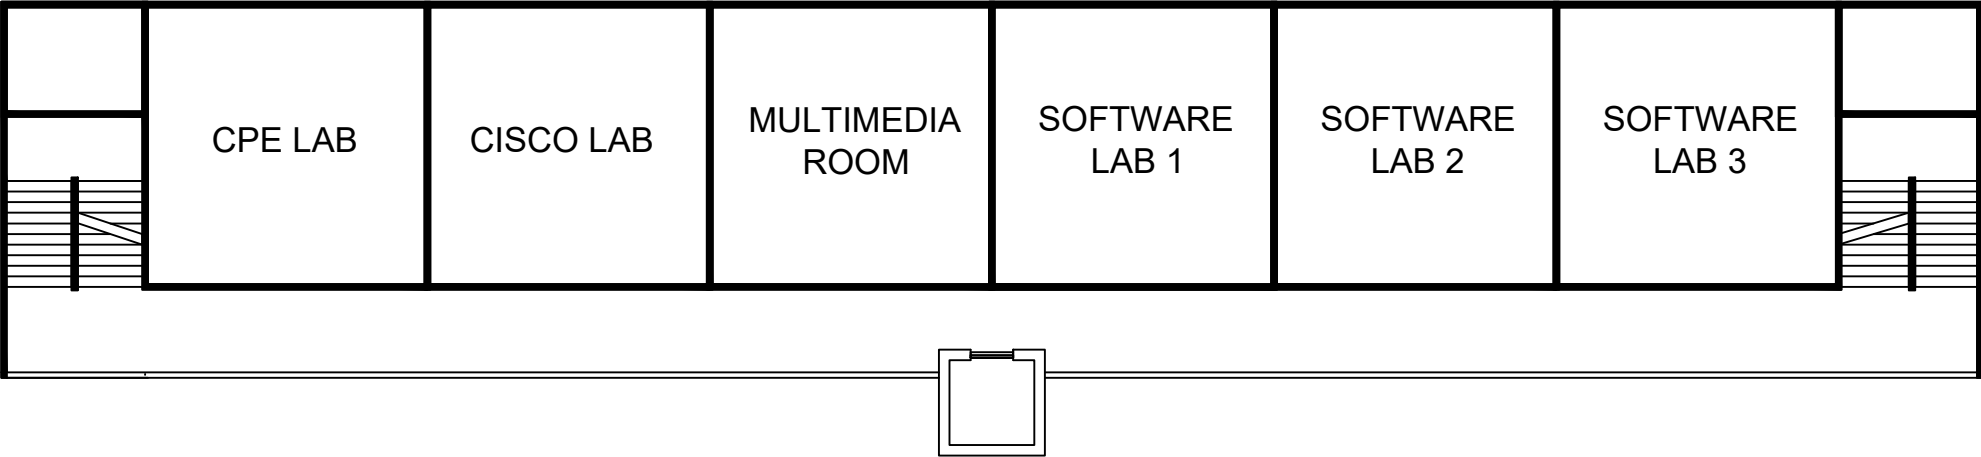 CPE LAB
CISCO LAB
MULTIMEDIA
ROOM
SOFTWARE
LAB 1
SOFTWARE
LAB 2
SOFTWARE
LAB 3